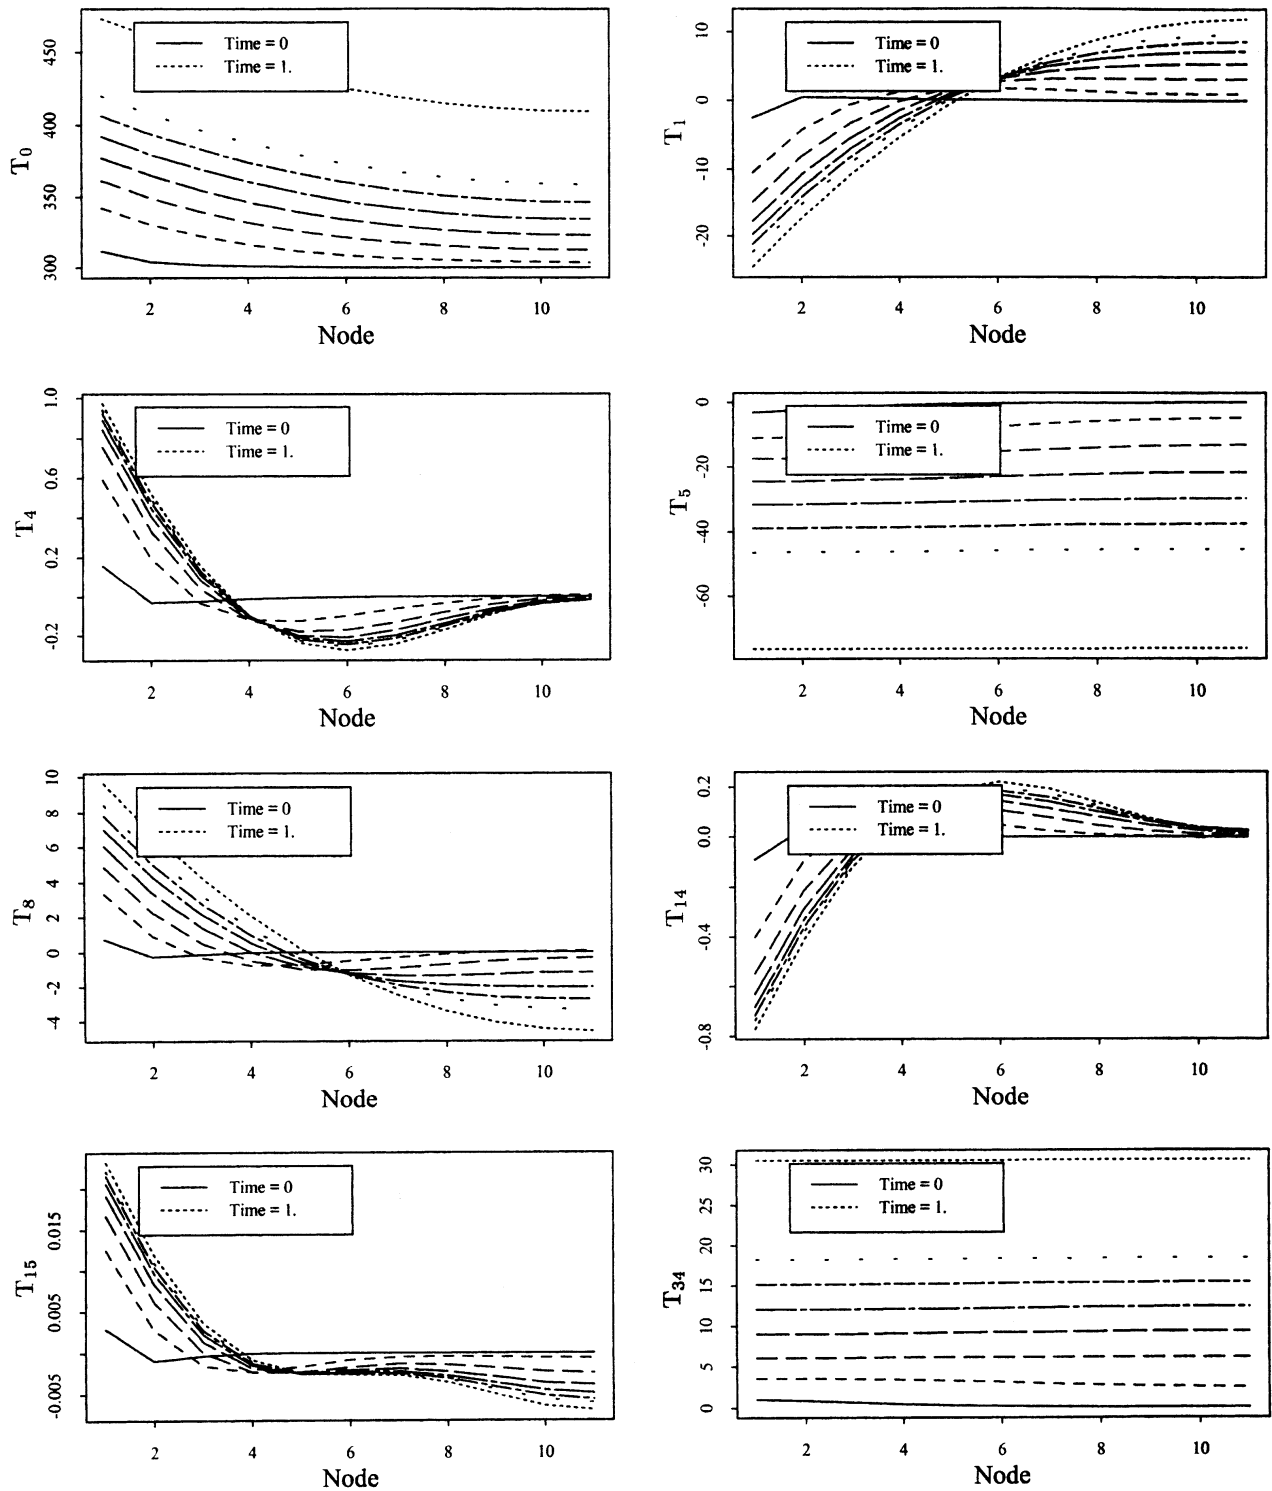 T0
450
400
350
300
Time = 0
Time = 1.
2 4 6 8 10
Node
T1
10
0
-10
-20
Time = 0
Time = 1.
2 4 6 8 10
Node
T4
1.0
0.6
0.2
-0.2
Time = 0
Time = 1.
2 4 6 8 10
Node
T5
0
-20
-40
-60
Time = 0
Time = 1.
2 4 6 8 10
Node
T8
10
8
6
4
2
0
-2
-4
Time = 0
Time = 1.
2 4 6 8 10
Node
T14
0.2
0.0
-0.4
-0.8
Time = 0
Time = 1.
2 4 6 8 10
Node
T15
0.015
0.005
-0.005
Time = 0
Time = 1.
2 4 6 8 10
Node
T34
30
25
20
15
10
5
0
Time = 0
Time = 1.
2 4 6 8 10
Node